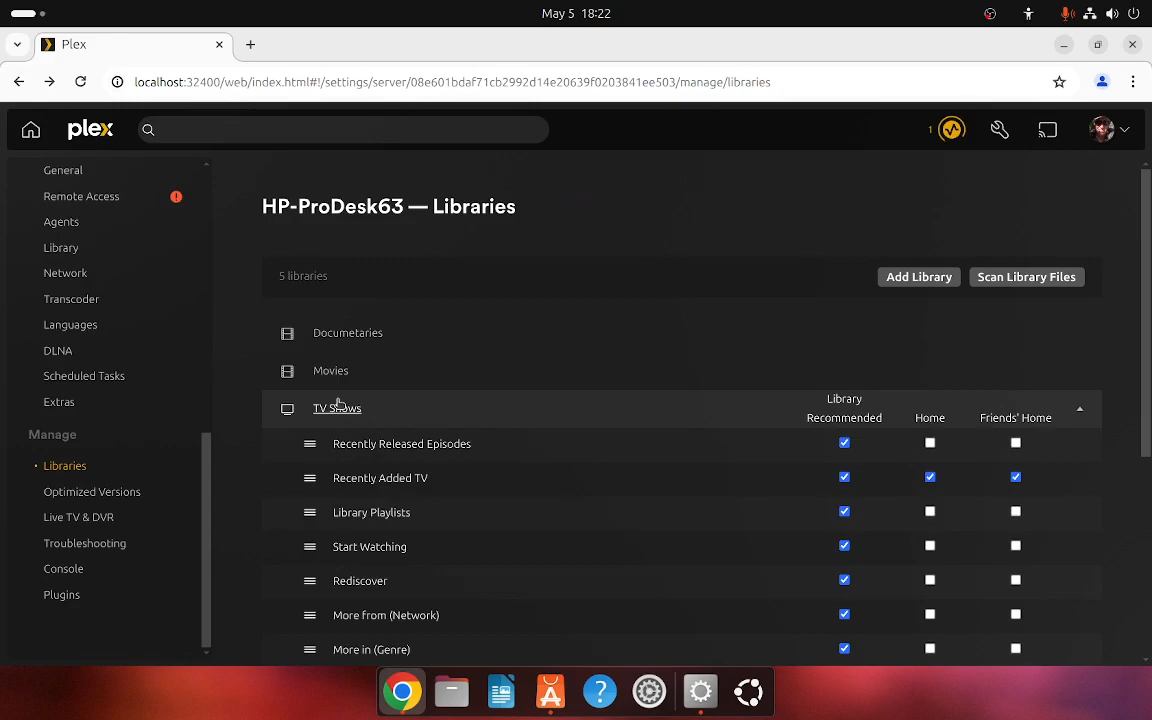 May 5 18:22
Plex
localhost:32400/web/index.html#!/settings/server/08e601bdaf71cb2992d14e20639f0203841ee503/manage/libraries
plex
1
General
Remote Access
!
Agents
Library
Network
Transcoder
Languages
DLNA
Scheduled Tasks
Extras
Manage
Libraries
Optimized Versions
Live TV & DVR
Troubleshooting
Console
Plugins
HP-ProDesk63 — Libraries
5 libraries
Add Library
Scan Library Files
Documetaries
Movies
TV Shows
Library Recommended
Home
Friends' Home
Recently Released Episodes
Recently Added TV
Library Playlists
Start Watching
Rediscover
More from (Network)
More in (Genre)